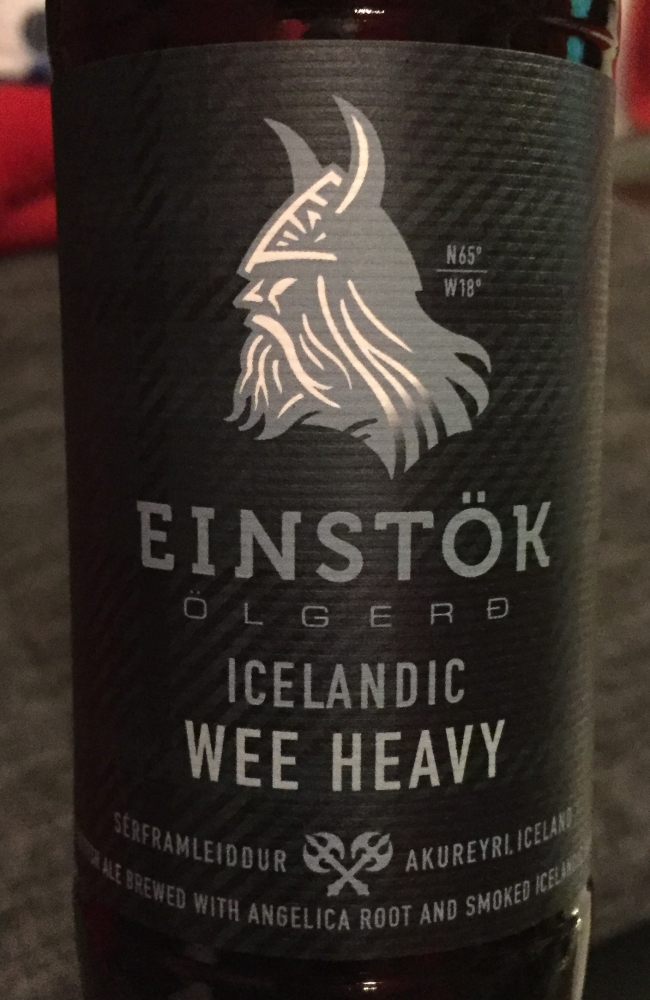 N65°
W18°
EINSTÖK
ÖLGERÐ
ICELANDIC
WEE HEAVY
SÉRFRAMLEIDDUR AKUREYRI, ICELAND
ALE BREWED WITH ANGELICA ROOT AND SMOKED